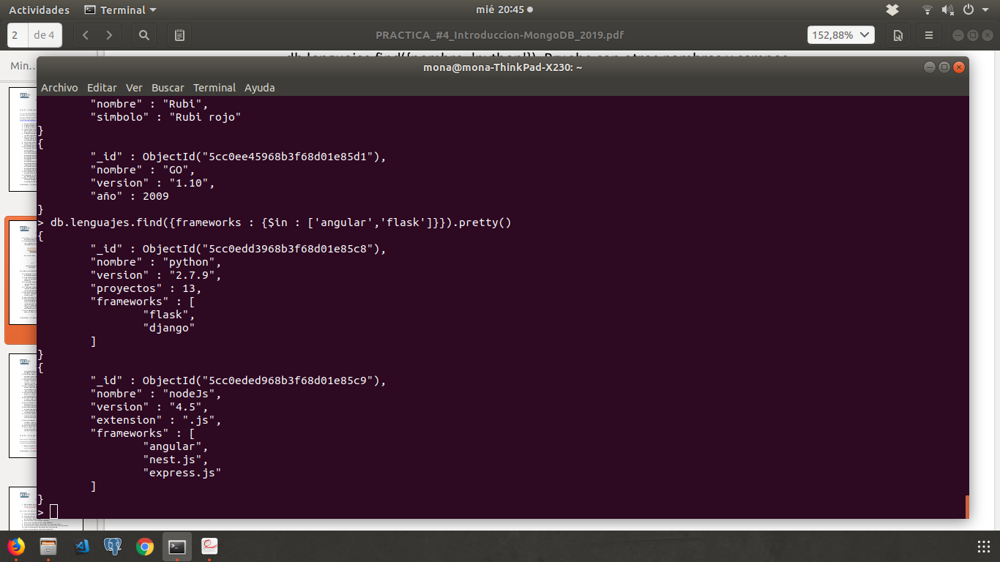 Actividades
Terminal
mié 20:45
2 de 4
PRACTICA_#4_Introduccion-MongoDB_2019.pdf
152,88%
Min...
mona@mona-ThinkPad-X230: ~
Archivo Editar Ver Buscar Terminal Ayuda
"nombre" : "Rubi",
"simbolo" : "Rubi rojo"
}
{
"_id" : ObjectId("5cc0ee45968b3f68d01e85d1"),
"nombre" : "GO",
"version" : "1.10",
"año" : 2009
}
> db.lenguajes.find({frameworks : {$in : ['angular','flask']}}).pretty()
{
"_id" : ObjectId("5cc0edd3968b3f68d01e85c8"),
"nombre" : "python",
"version" : "2.7.9",
"proyectos" : 13,
"frameworks" : [
"flask",
"django"
]
}
{
"_id" : ObjectId("5cc0eded968b3f68d01e85c9"),
"nombre" : "nodeJs",
"version" : "4.5",
"extension" : ".js",
"frameworks" : [
"angular",
"nest.js",
"express.js"
]
}
>